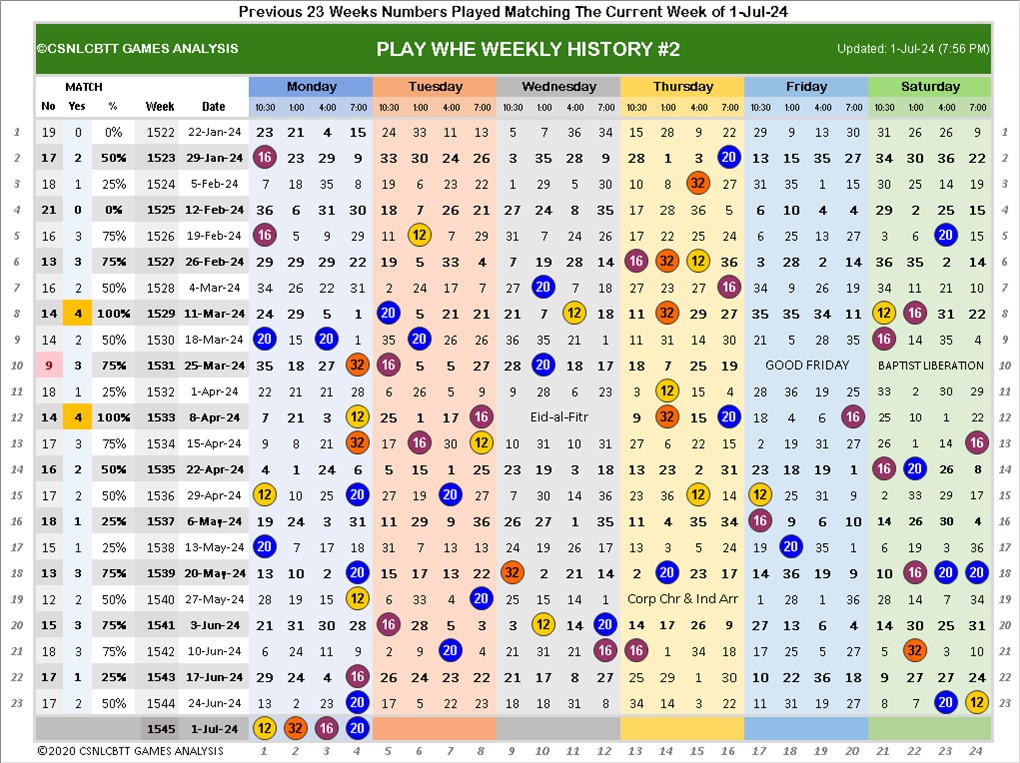 Previous 23 Weeks Numbers Played Matching The Current Week of 1-Jul-24
©CSNLCBTT GAMES ANALYSIS PLAY WHE WEEKLY HISTORY #2 Updated: 1-Jul-24 (7:56 PM)
MATCH Monday Tuesday Wednesday Thursday Friday Saturday
No Yes % Week Date 10:30 1:00 4:00 7:00 10:30 1:00 4:00 7:00 10:30 1:00 4:00 7:00 10:30 1:00 4:00 7:00 10:30 1:00 4:00 7:00 10:30 1:00 4:00 7:00
1 19 0 0% 1522 22-Jan-24 23 21 4 15 24 33 11 13 5 7 36 34 15 28 9 22 29 9 13 30 31 26 26 9 1
2 17 2 50% 1523 29-Jan-24 16 23 29 9 33 30 24 26 3 35 28 9 28 1 3 20 13 15 35 27 34 30 36 22 2
3 18 1 25% 1524 5-Feb-24 7 18 35 8 19 6 23 22 1 29 5 30 10 8 32 27 31 35 1 15 30 25 14 19 3
4 21 0 0% 1525 12-Feb-24 36 6 31 30 18 7 26 21 27 24 8 35 17 28 36 5 6 10 4 4 29 2 25 15 4
5 16 3 75% 1526 19-Feb-24 16 5 9 29 11 12 7 29 31 7 24 26 17 22 25 24 6 25 13 27 3 6 20 15 5
6 13 3 75% 1527 26-Feb-24 29 29 29 22 19 5 33 4 7 19 28 14 16 32 12 36 3 28 2 14 36 35 2 14 6
7 16 2 50% 1528 4-Mar-24 34 26 22 31 2 24 17 7 27 20 7 18 27 23 27 16 34 9 26 19 34 11 21 10 7
8 14 4 100% 1529 11-Mar-24 24 29 5 1 20 5 21 21 21 7 12 18 11 32 29 27 35 35 34 11 12 16 31 22 8
9 14 2 50% 1530 18-Mar-24 20 15 20 1 35 20 26 26 36 35 21 1 11 31 14 30 21 5 28 35 16 14 35 4 9
10 9 3 75% 1531 25-Mar-24 35 18 27 32 16 5 5 27 30 20 18 17 18 7 25 19 GOOD FRIDAY BAPTIST LIBERATION 10
11 18 1 25% 1532 1-Apr-24 22 21 21 28 6 26 5 9 9 28 6 23 3 12 14 11 28 36 19 25 33 2 30 29 11
12 14 4 100% 1533 8-Apr-24 7 21 3 12 25 1 17 16 Eid-al-Fitr 9 32 15 20 18 4 6 16 25 10 1 22 12
13 17 3 75% 1534 15-Apr-24 9 8 21 32 17 16 30 12 10 31 10 31 27 6 22 15 2 19 31 27 26 1 14 16 13
14 16 2 50% 1535 22-Apr-24 4 1 24 6 5 15 1 25 23 19 3 18 13 23 2 31 23 18 19 1 16 20 26 8 14
15 17 2 50% 1536 29-Apr-24 12 10 25 20 27 19 20 27 7 30 14 36 23 36 12 14 12 25 31 9 2 33 29 17 15
16 18 1 25% 1537 6-May-24 19 24 3 31 11 29 9 36 26 27 1 35 11 4 35 34 16 9 6 10 14 26 30 4 16
17 15 1 25% 1538 13-May-24 20 7 17 18 31 7 13 13 24 19 26 17 13 3 5 24 19 20 35 1 6 19 3 36 17
18 13 3 75% 1539 20-May-24 13 10 2 20 15 17 13 22 32 2 21 14 2 20 23 17 14 36 19 9 10 16 20 20 18
19 12 2 50% 1540 27-May-24 28 19 15 12 6 33 4 20 25 15 14 1 Corp Chr & Ind Arr 1 28 1 36 28 14 7 34 19
20 15 3 75% 1541 3-Jun-24 21 31 30 28 16 28 5 3 3 12 14 20 14 17 26 9 27 13 6 4 14 30 25 31 20
21 18 3 75% 1542 10-Jun-24 6 24 11 9 2 9 20 4 21 31 21 16 16 1 34 18 17 25 5 27 5 32 3 10 21
22 17 1 25% 1543 17-Jun-24 29 24 4 16 26 24 23 22 21 17 8 27 25 29 1 30 10 22 36 18 9 27 27 24 22
23 17 2 50% 1544 24-Jun-24 13 2 23 20 17 5 22 23 18 18 31 8 34 14 3 22 11 31 19 27 8 7 20 12 23
1545 1-Jul-24 12 32 16 20
©2020 CSNLCBTT GAMES ANALYSIS 1 2 3 4 5 6 7 8 9 10 11 12 13 14 15 16 17 18 19 20 21 22 23 24